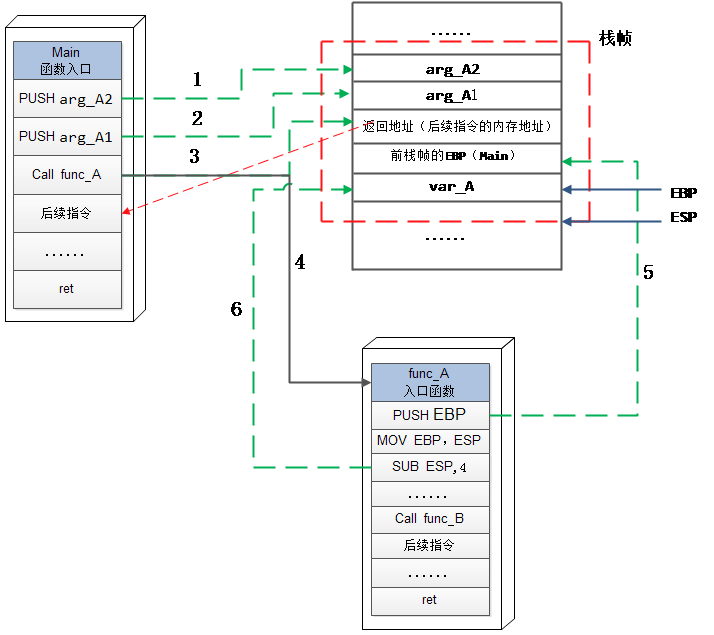 Main
函数入口
PUSH arg_A2
PUSH arg_A1
Call func_A
后续指令
......
ret
1
2
3
4
5
6
......
栈帧
arg_A2
arg_A1
返回地址（后续指令的内存地址）
前栈帧的EBP（Main）
var_A
EBP
ESP
......
func_A
入口函数
PUSH EBP
MOV EBP，ESP
SUB ESP,4
......
Call func_B
后续指令
......
ret